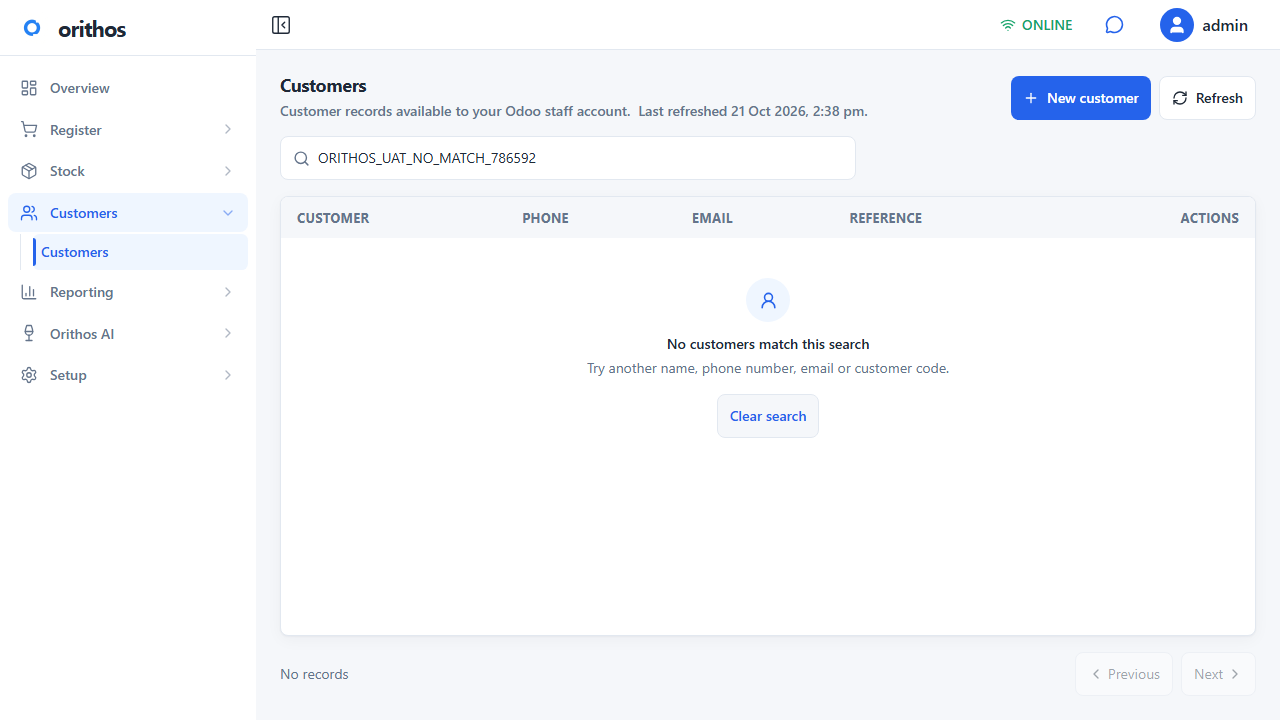 orithos
ONLINE
admin
Overview
Register
Stock
Customers
Customers
Reporting
Orithos AI
Setup
Customers
Customer records available to your Odoo staff account. Last refreshed 21 Oct 2026, 2:38 pm.
New customer
Refresh
ORITHOS_UAT_NO_MATCH_786592
CUSTOMER PHONE EMAIL REFERENCE ACTIONS
No customers match this search
Try another name, phone number, email or customer code.
Clear search
No records
Previous
Next